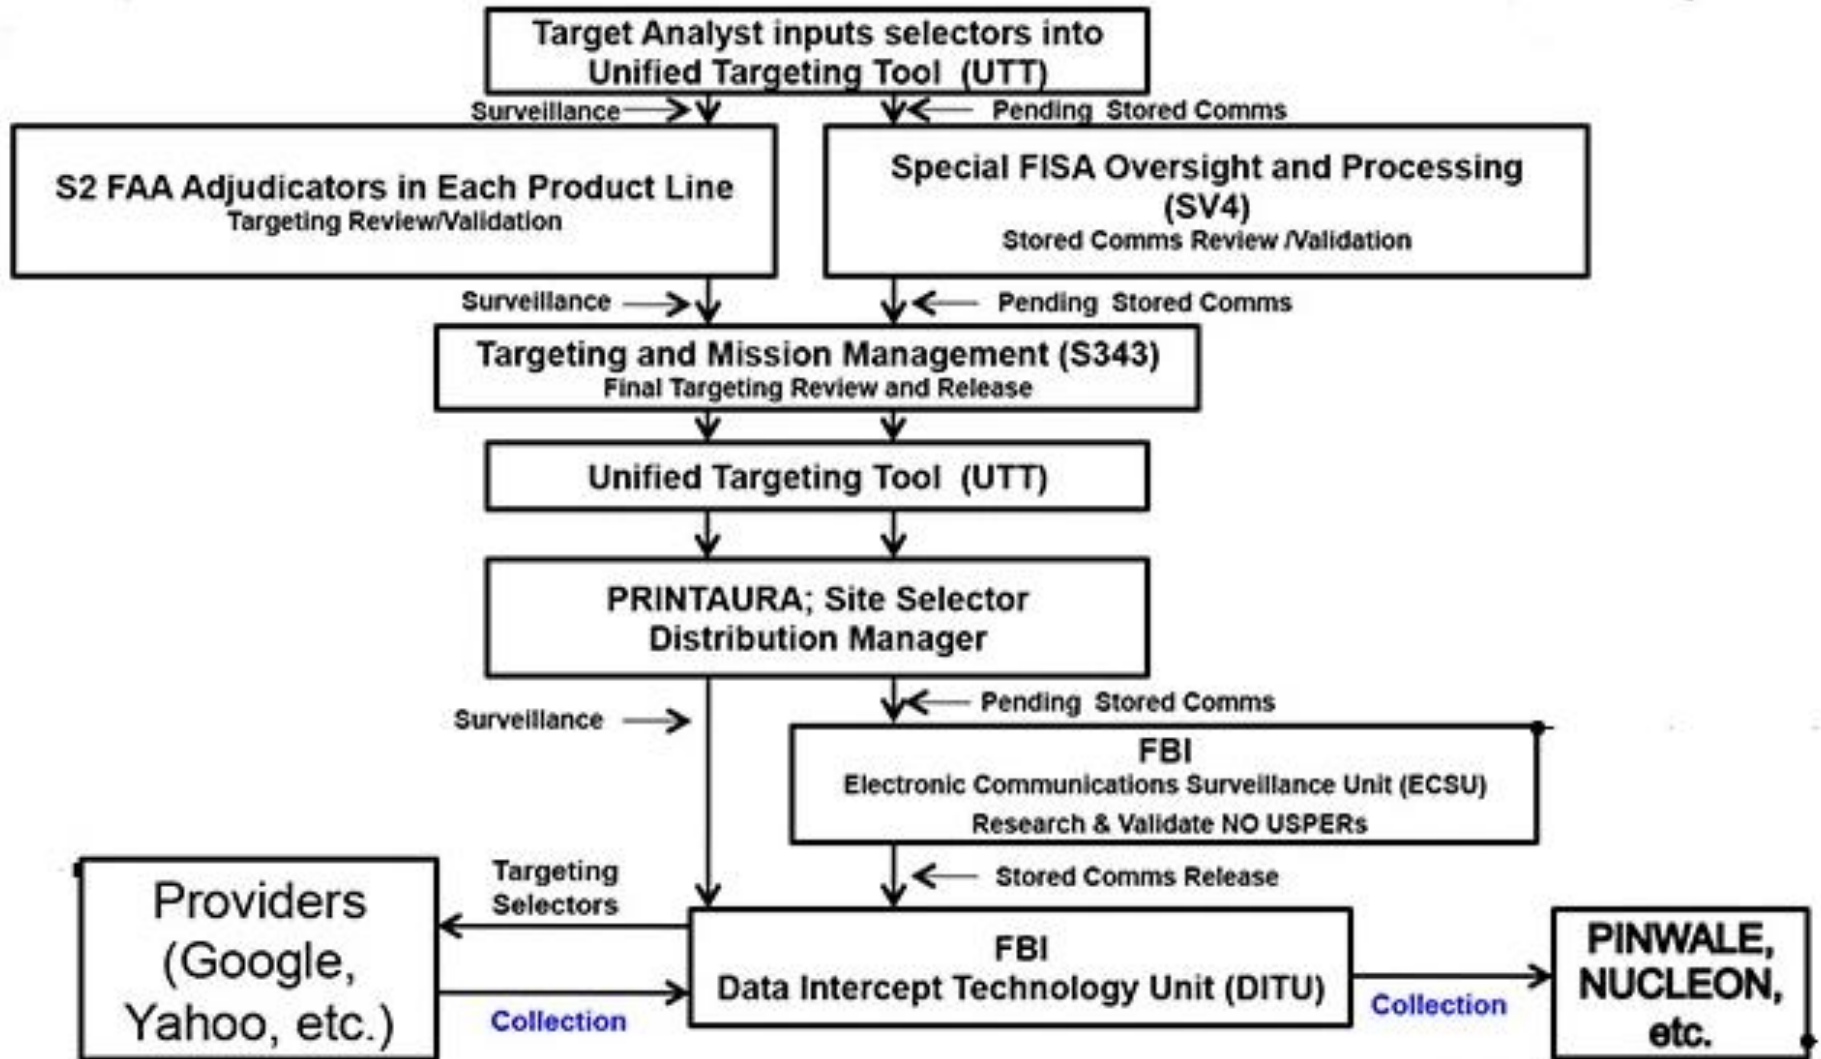 Target Analyst inputs selectors into
Unified Targeting Tool (UTT)
Surveillance
Pending Stored Comms
S2 FAA Adjudicators in Each Product Line
Targeting Review/Validation
Special FISA Oversight and Processing
(SV4)
Stored Comms Review /Validation
Surveillance
Pending Stored Comms
Targeting and Mission Management (S343)
Final Targeting Review and Release
Unified Targeting Tool (UTT)
PRINTAURA; Site Selector
Distribution Manager
Surveillance
Pending Stored Comms
FBI
Electronic Communications Surveillance Unit (ECSU)
Research & Validate NO USPERs
Stored Comms Release
Providers
(Google,
Yahoo, etc.)
Targeting
Selectors
Collection
FBI
Data Intercept Technology Unit (DITU)
Collection
PINWALE,
NUCLEON,
etc.